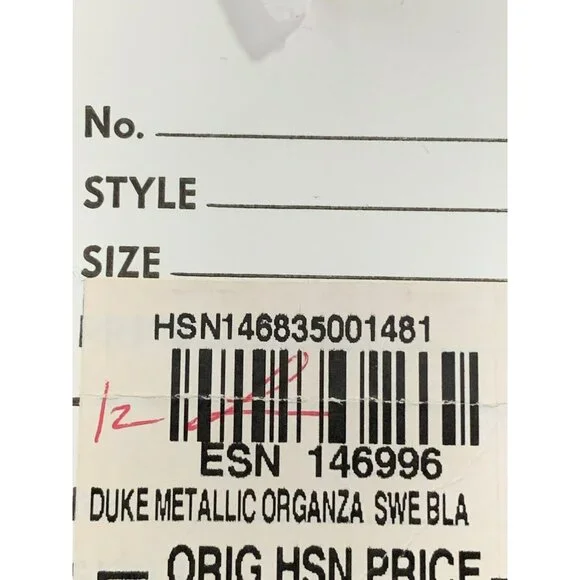 No.
STYLE
SIZE
HSN146835001481
12
ESN 146996
DUKE METALLIC ORGANZA SWE BLA
ORIG HSN PRICE